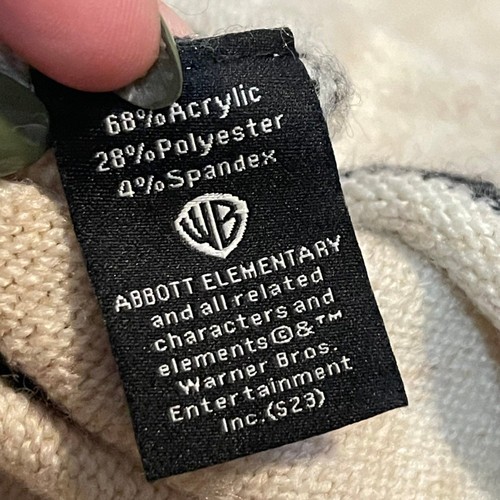 68% Acrylic
28% Polyester
4% Spandex
WB
ABBOTT ELEMENTARY
and all related
characters and
elements©&™
Warner Bros.
Entertainment
Inc.(S23)